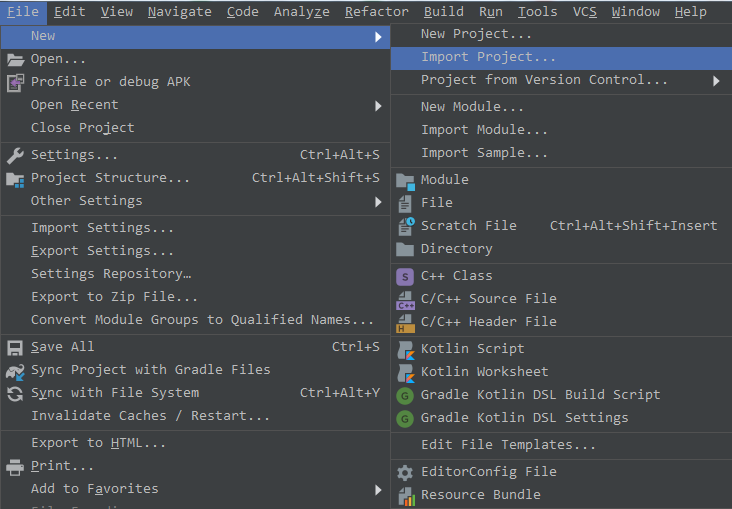 File Edit View Navigate Code Analyze Refactor Build Run Tools VCS Window Help
New
Open...
Profile or debug APK
Open Recent
Close Project
Settings... Ctrl+Alt+S
Project Structure... Ctrl+Alt+Shift+S
Other Settings
Import Settings...
Export Settings...
Settings Repository…
Export to Zip File...
Convert Module Groups to Qualified Names...
Save All Ctrl+S
Sync Project with Gradle Files
Sync with File System Ctrl+Alt+Y
Invalidate Caches / Restart...
Export to HTML...
Print...
Add to Favorites
New Project...
Import Project...
Project from Version Control...
New Module...
Import Module...
Import Sample...
Module
File
Scratch File Ctrl+Alt+Shift+Insert
Directory
S C++ Class
C++ C/C++ Source File
H C/C++ Header File
Kotlin Script
Kotlin Worksheet
G Gradle Kotlin DSL Build Script
G Gradle Kotlin DSL Settings
Edit File Templates...
EditorConfig File
Resource Bundle